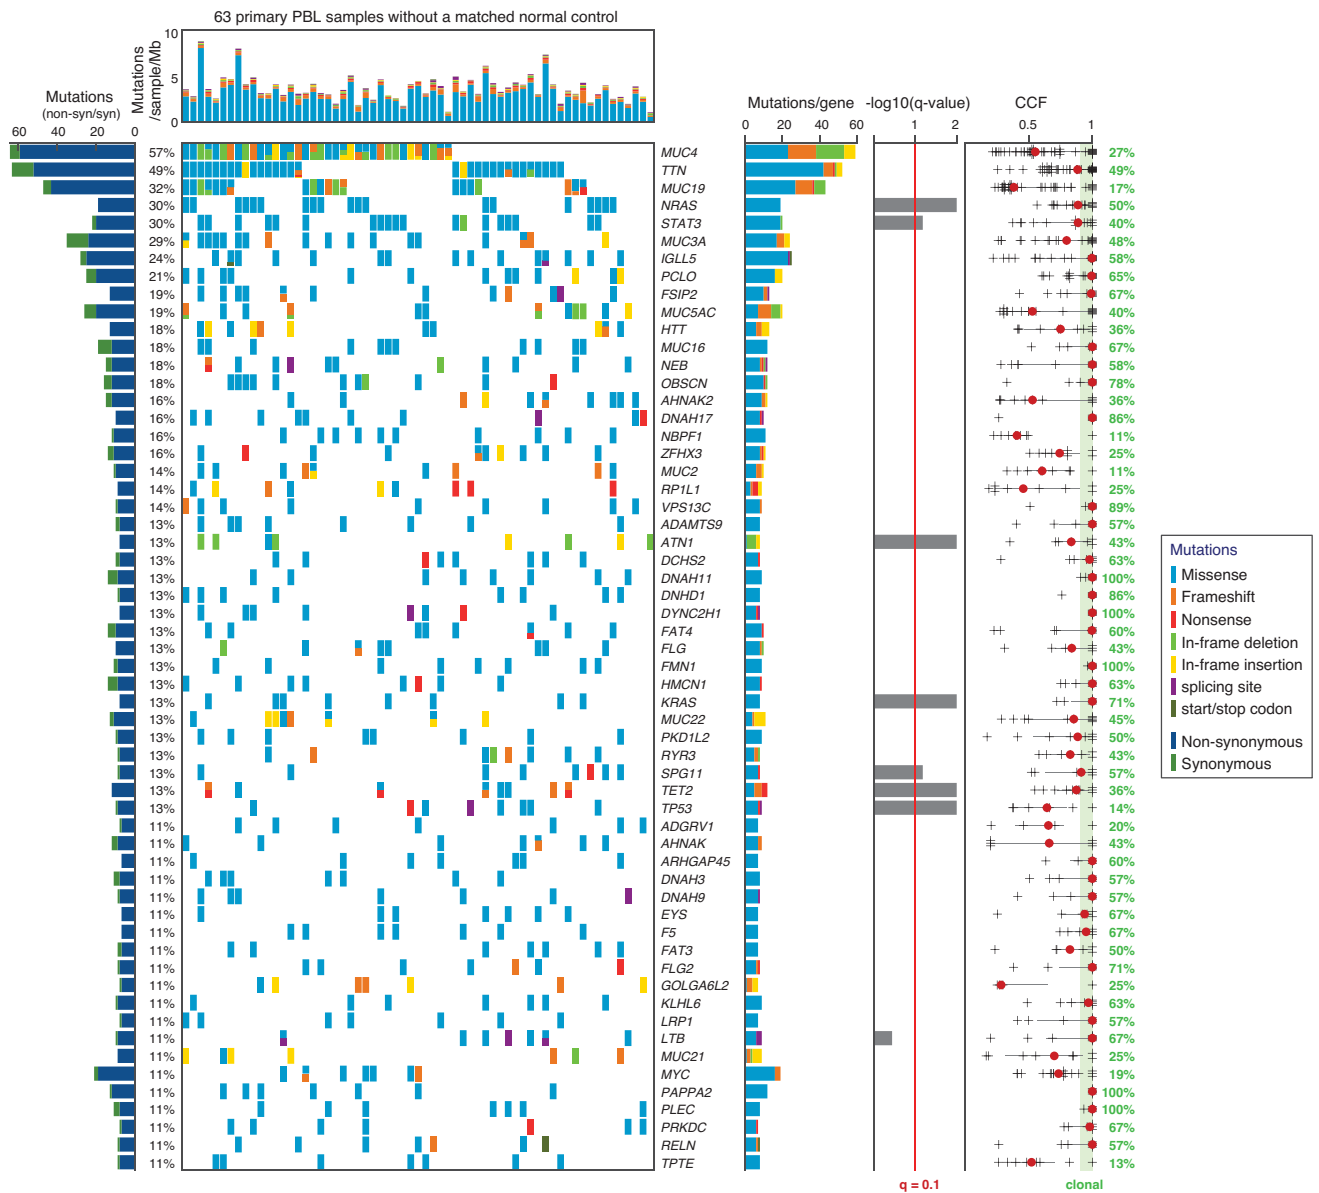 63 primary PBL samples without a matched normal control
Mutations
/sample/Mb
10
5
0
Mutations
(non-syn/syn)
60 40 20 0
Mutations/gene
0 20 40 60
-log10(q-value)
0 1 2
CCF
0.5 1
57% MUC4 27%
49% TTN 49%
32% MUC19 17%
30% NRAS 50%
30% STAT3 40%
29% MUC3A 48%
24% IGLL5 58%
21% PCLO 65%
19% FSIP2 67%
19% MUC5AC 40%
18% HTT 36%
18% MUC16 67%
18% NEB 58%
18% OBSCN 78%
16% AHNAK2 36%
16% DNAH17 86%
16% NBPF1 11%
16% ZFHX3 25%
14% MUC2 11%
14% RP1L1 25%
14% VPS13C 89%
13% ADAMTS9 57%
13% ATN1 43%
13% DCHS2 63%
13% DNAH11 100%
13% DNHD1 86%
13% DYNC2H1 100%
13% FAT4 60%
13% FLG 43%
13% FMN1 100%
13% HMCN1 63%
13% KRAS 71%
13% MUC22 45%
13% PKD1L2 50%
13% RYR3 43%
13% SPG11 57%
13% TET2 36%
13% TP53 14%
11% ADGRV1 20%
11% AHNAK 43%
11% ARHGAP45 60%
11% DNAH3 57%
11% DNAH9 57%
11% EYS 67%
11% F5 67%
11% FAT3 50%
11% FLG2 71%
11% GOLGA6L2 25%
11% KLHL6 63%
11% LRP1 57%
11% LTB 67%
11% MUC21 25%
11% MYC 19%
11% PAPPA2 100%
11% PLEC 100%
11% PRKDC 67%
11% RELN 57%
11% TPTE 13%
q = 0.1
clonal
Mutations
Missense
Frameshift
Nonsense
In-frame deletion
In-frame insertion
splicing site
start/stop codon
Non-synonymous
Synonymous